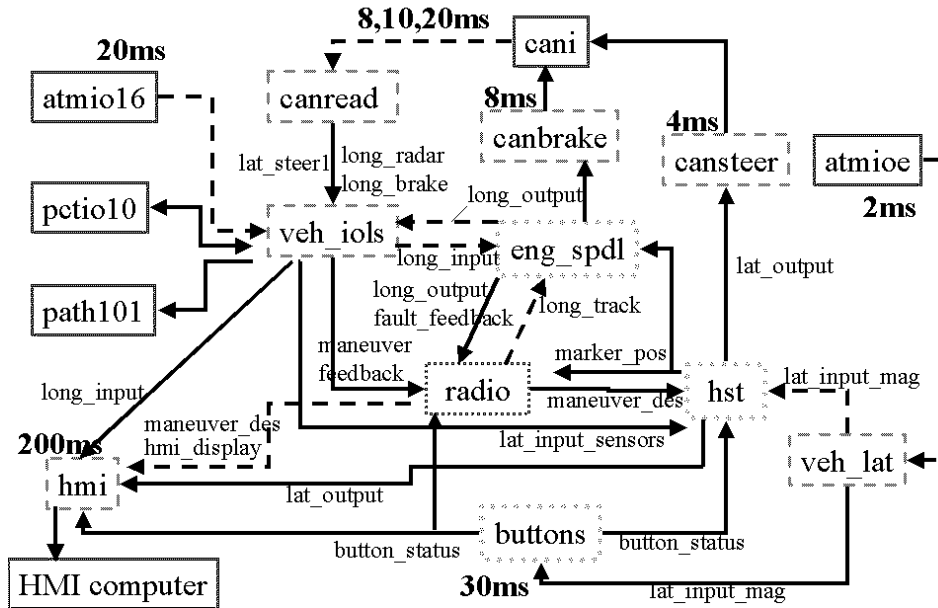 8,10,20ms
cani
20ms
atmio16
canread
8ms
canbrake
4ms
cansteer
atmioe
2ms
lat_steer1
long_radar
long_brake
pctio10
veh_iols
long_output
long_input
eng_spdl
lat_output
path101
long_output
fault_feedback
long_track
maneuver
feedback
marker_pos
radio
maneuver_des
hst
lat_input_mag
long_input
maneuver_des
hmi_display
lat_input_sensors
200ms
hmi
veh_lat
lat_output
buttons
button_status
button_status
30ms
lat_input_mag
HMI computer